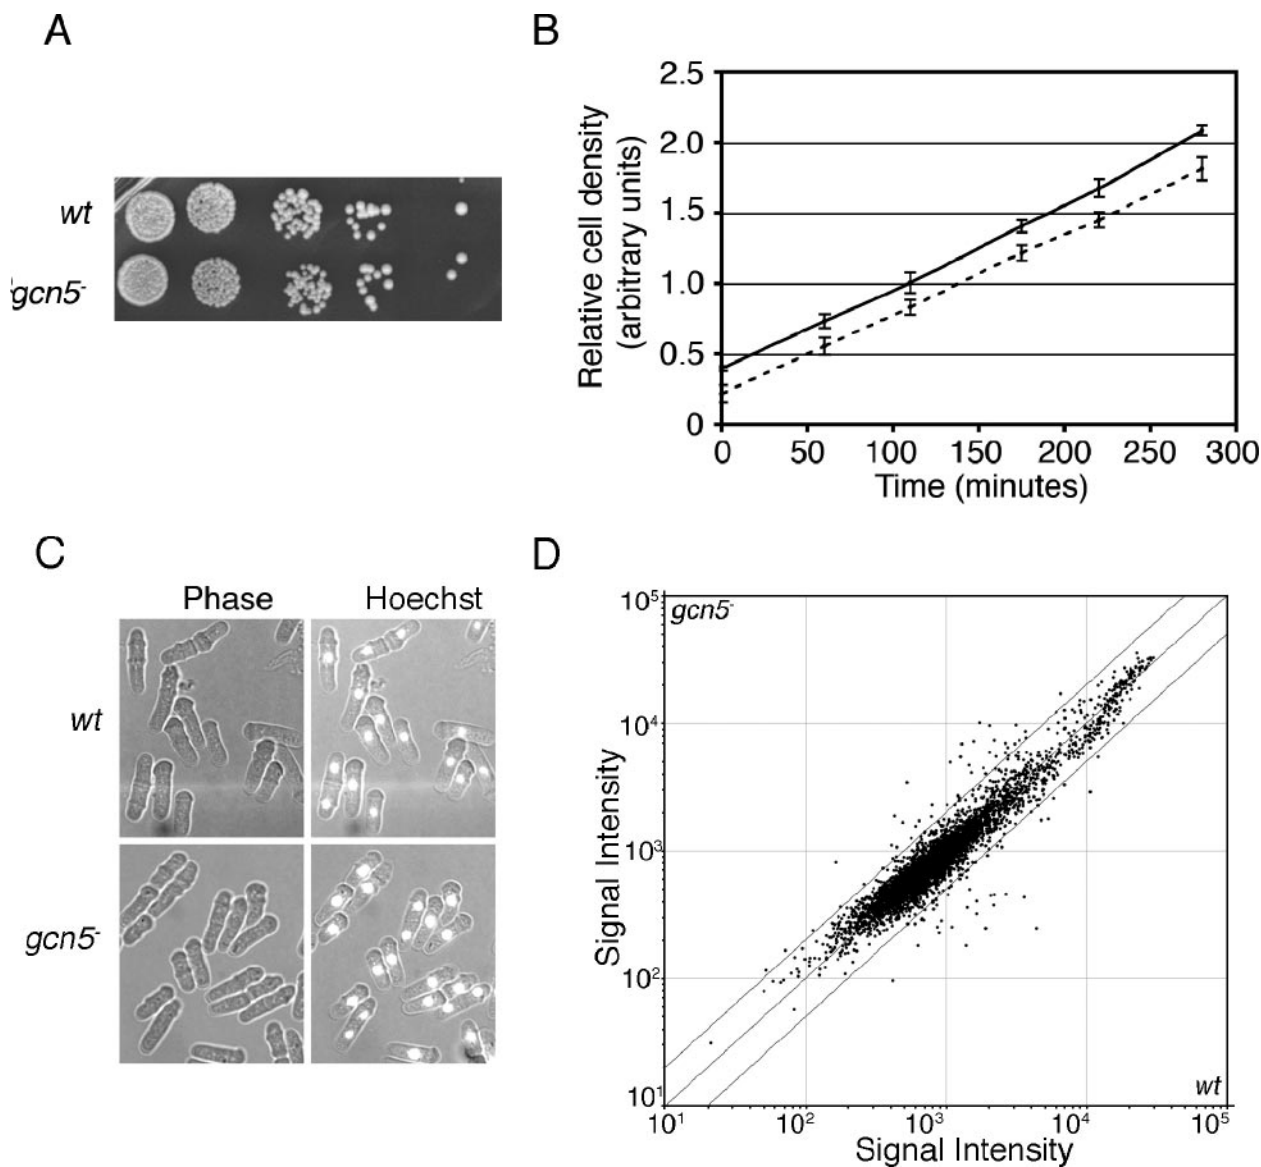 A
wt
gcn5-
B
2.5
2.0
1.5
1.0
0.5
0
Relative cell density
(arbitrary units)
0 50 100 150 200 250 300
Time (minutes)
C
Phase Hoechst
wt
gcn5-
D
10⁵
10⁴
10³
10²
10¹
gcn5-
Signal Intensity
wt
10¹ 10² 10³ 10⁴ 10⁵
Signal Intensity